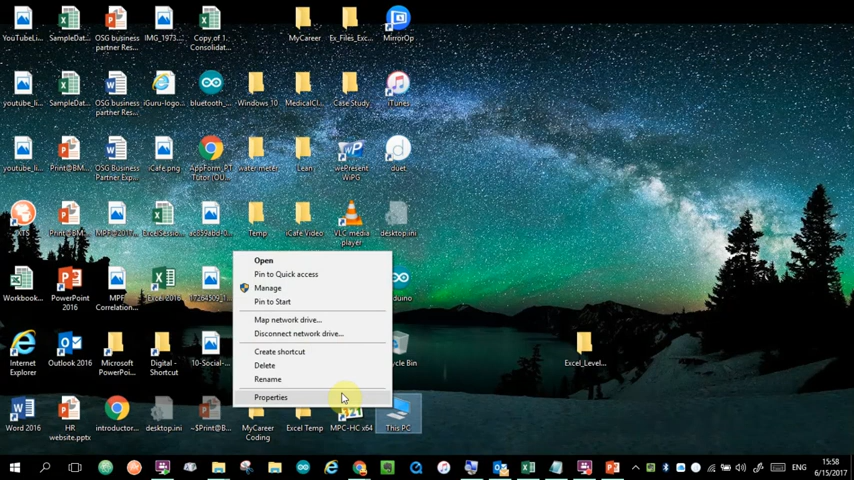 YouTubeLi...
SampleDat...
OSG business
partner Res...
IMG_1973...
Copy of 1.
Consolidat...
MyCareer
Ex_Files_Exc...
MirrorOp
youtube_li...
SampleDat...
OSG business
partner Res...
iGuru-logo...
bluetooth_...
Windows 10
MedicalCl...
Case Study
iTunes
youtube_li...
Print@BM...
OSG Business
Partner Exp...
iCafe.png
AppForm_PT
Tutor (OU...
water meter
Lean
wePresent
WiPG
duet
XTS
Print@BM...
MPF@2017...
ExcelSessio...
ac859abd-0...
Temp
iCafe Video
VLC media
player
desktop.ini
Open
Pin to Quick access
Manage
Pin to Start
Map network drive...
Disconnect network drive...
Create shortcut
Delete
Rename
Properties
Workbook...
PowerPoint
2016
MPF
Correlation...
Excel 2016
17264509_1...
Internet
Explorer
Outlook 2016
Microsoft
PowerPoi...
Digital -
Shortcut
10-Social-...
Excel_Level...
Word 2016
HR
website.pptx
introductor...
desktop.ini
~$Print@B...
MyCareer
Coding
Excel Temp
MPC-HC x64
This PC
ENG
15:58
6/15/2017